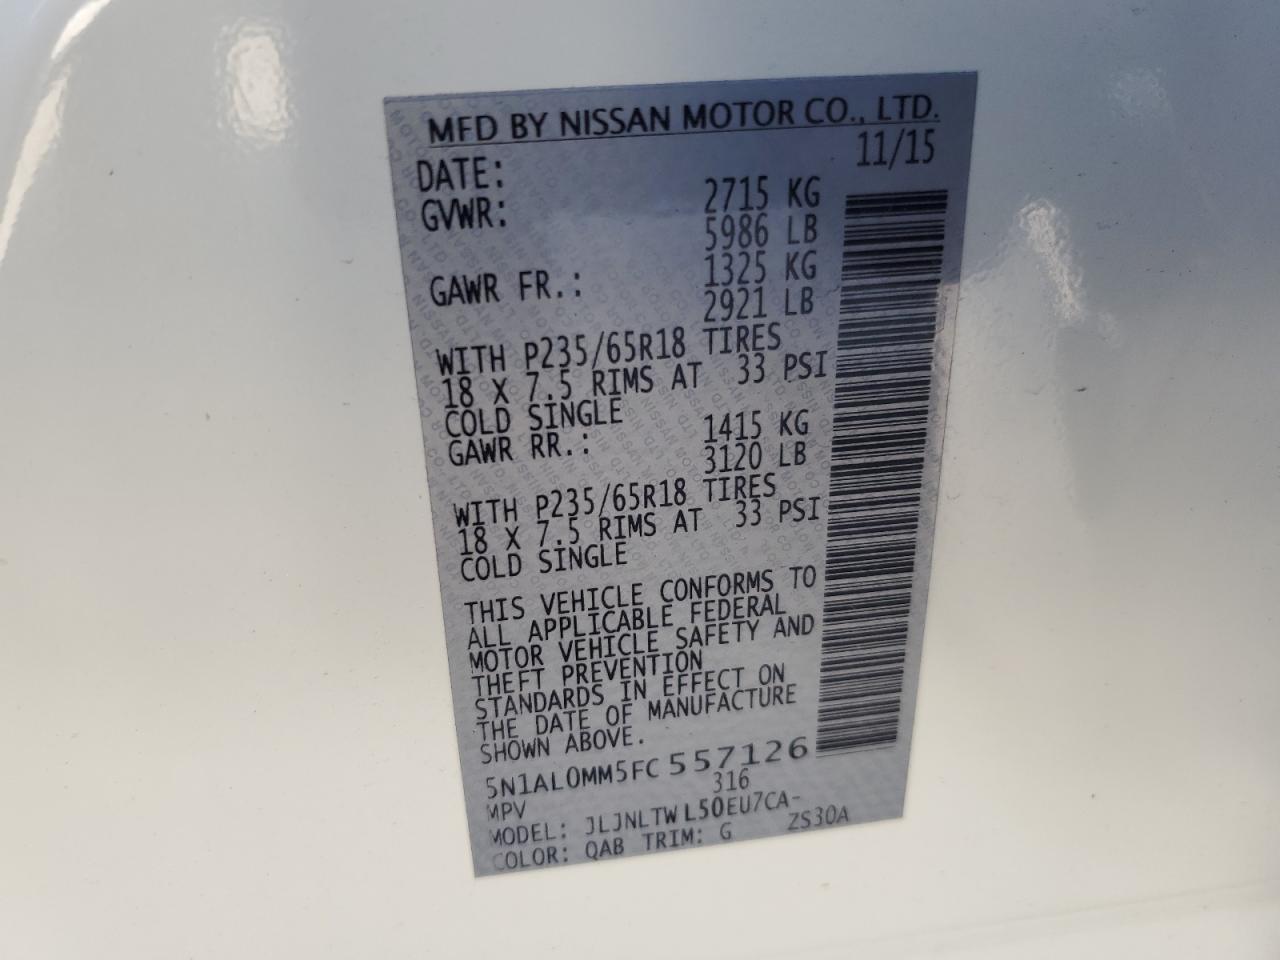 MFD BY NISSAN MOTOR CO., LTD.
DATE: 11/15
GVWR: 2715 KG
5986 LB
GAWR FR.: 1325 KG
2921 LB
WITH P235/65R18 TIRES
18 X 7.5 RIMS AT 33 PSI
COLD SINGLE
GAWR RR.: 1415 KG
3120 LB
WITH P235/65R18 TIRES
18 X 7.5 RIMS AT 33 PSI
COLD SINGLE
THIS VEHICLE CONFORMS TO
ALL APPLICABLE FEDERAL
MOTOR VEHICLE SAFETY AND
THEFT PREVENTION
STANDARDS IN EFFECT ON
THE DATE OF MANUFACTURE
SHOWN ABOVE.
5N1AL0MM5FC557126
MPV 316
MODEL: JLJNLTWL50EU7CA-
COLOR: QAB TRIM: G ZS30A